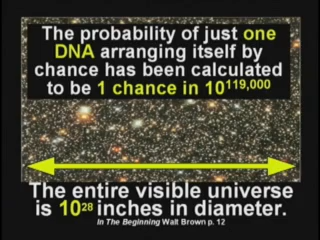 The probability of just one
DNA arranging itself by
chance has been calculated
to be 1 chance in 10¹¹⁹,⁰⁰⁰
The entire visible universe
is 10²⁸ inches in diameter.
In The Beginning Walt Brown p. 12